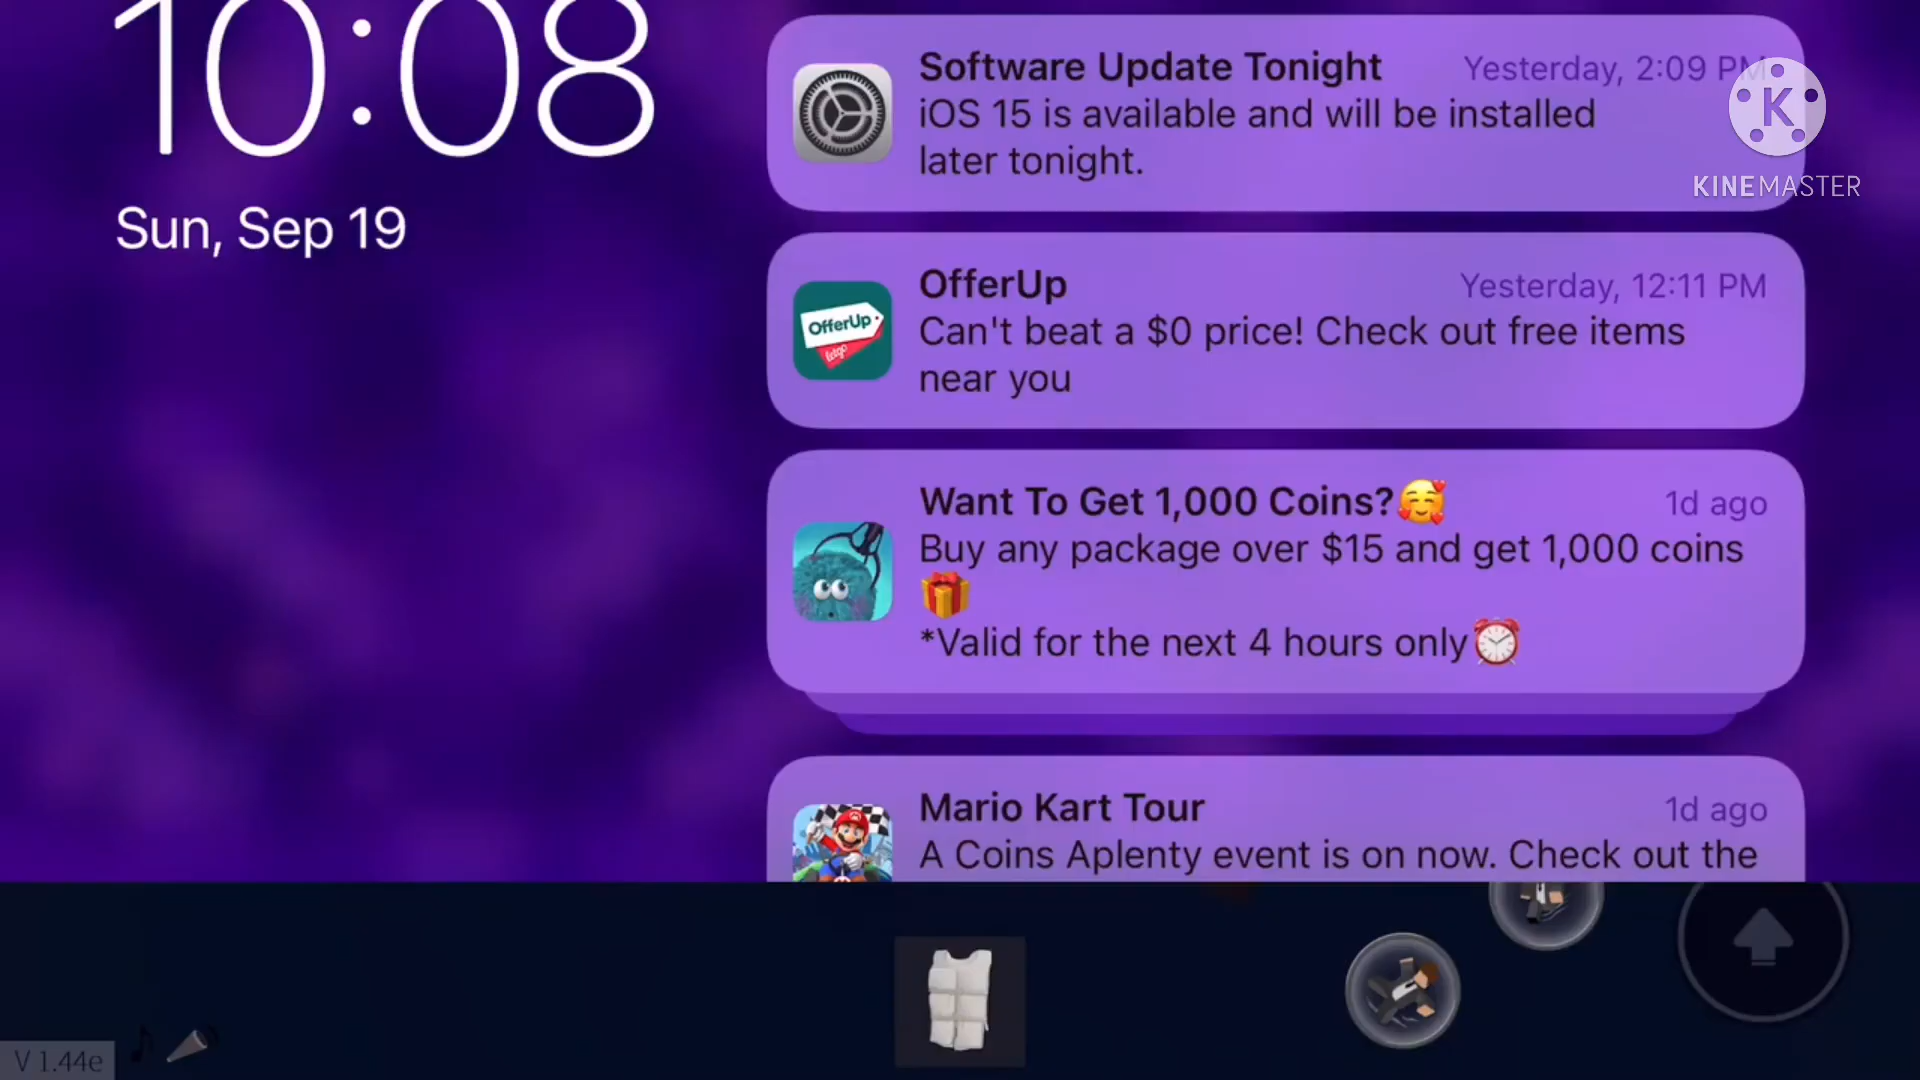 10:08
Sun, Sep 19
Software Update Tonight
Yesterday, 2:09 PM
iOS 15 is available and will be installed
later tonight.
KINEMASTER
OfferUp
Yesterday, 12:11 PM
OfferUp
letgo
Can't beat a $0 price! Check out free items
near you
Want To Get 1,000 Coins?🥰
1d ago
Buy any package over $15 and get 1,000 coins
🎁
*Valid for the next 4 hours only⏰
Mario Kart Tour
1d ago
A Coins Aplenty event is on now. Check out the
V 1.44e